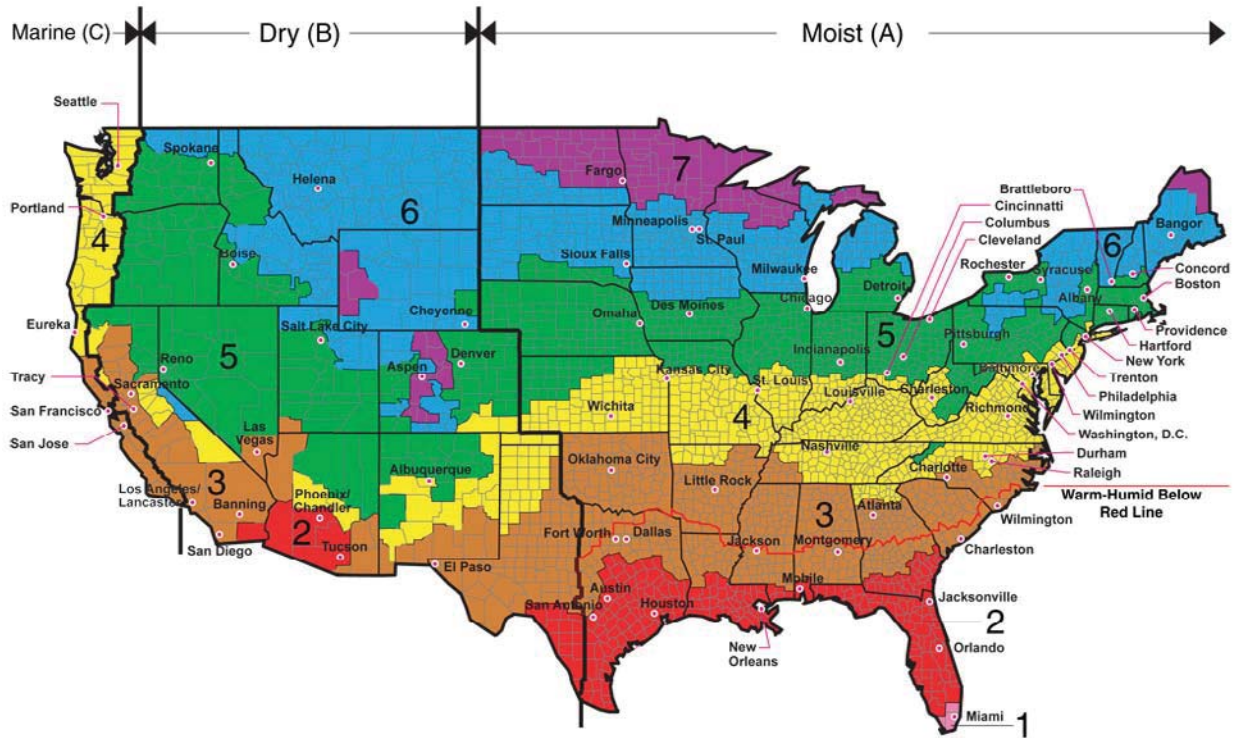 Marine (C)
Dry (B)
Moist (A)
Seattle
Spokane
Helena
6
Fargo
7
Portland
4
Boise
Minneapolis
St. Paul
Sioux Falls
Milwaukee
Brattleboro
Cincinnatti
Columbus
Cleveland
Rochester
Syracuse
6
Bangor
Albany
Concord
Boston
Providence
Hartford
New York
Trenton
Philadelphia
Wilmington
Washington, D.C.
Durham
Raleigh
Eureka
Reno
5
Salt Lake City
Cheyenne
Omaha
Des Moines
Chicago
Detroit
5
Pittsburgh
Tracy
Sacramento
Aspen
Denver
Indianapolis
Baltimore
San Francisco
San Jose
Kansas City
St. Louis
Louisville
Charleston
Richmond
Las
Vegas
Wichita
4
Nashville
3
Los Angeles/
Lancaster
Banning
Phoenix/
Chandler
Albuquerque
Oklahoma City
Little Rock
Charlotte
Atlanta
3
Warm-Humid Below
Red Line
Wilmington
San Diego
2
Tucson
El Paso
Fort Worth
Dallas
Jackson
Montgomery
Charleston
Austin
San Antonio
Houston
Mobile
New
Orleans
Jacksonville
2
Orlando
Miami
1